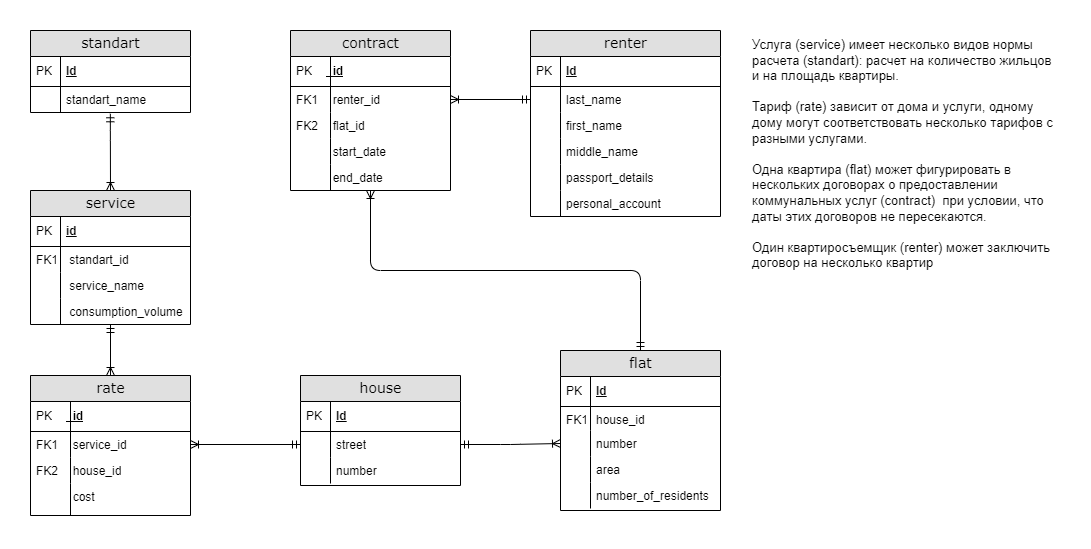 standart
PK Id
standart_name
service
PK id
FK1 standart_id
service_name
consumption_volume
rate
PK _id
FK1 service_id
FK2 house_id
cost
contract
PK _id
FK1 renter_id
FK2 flat_id
start_date
end_date
renter
PK Id
last_name
first_name
middle_name
passport_details
personal_account
house
PK Id
street
number
flat
PK Id
FK1 house_id
number
area
number_of_residents
Услуга (service) имеет несколько видов нормы
расчета (standart): расчет на количество жильцов
и на площадь квартиры.
Тариф (rate) зависит от дома и услуги, одному
дому могут соответствовать несколько тарифов с
разными услугами.
Одна квартира (flat) может фигурировать в
нескольких договорах о предоставлении
коммунальных услуг (contract) при условии, что
даты этих договоров не пересекаются.
Один квартиросъемщик (renter) может заключить
договор на несколько квартир